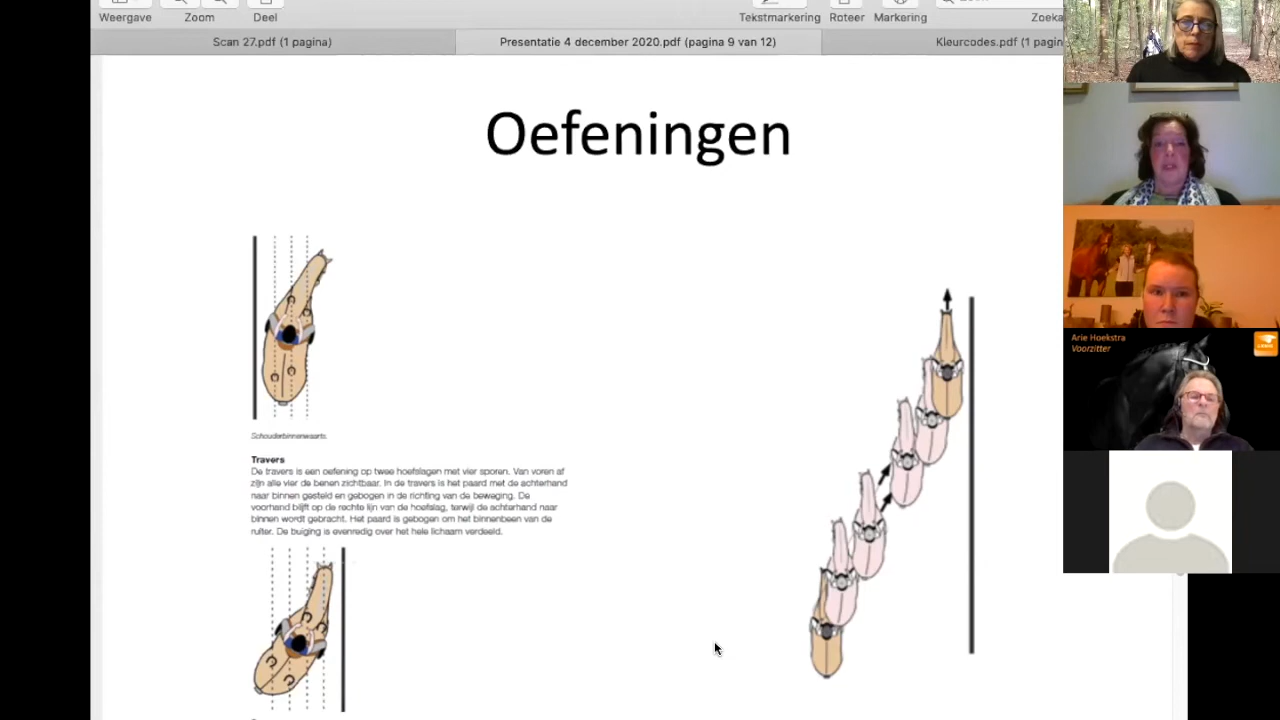 Weergave Zoom Deel Tekstmarkering Roteer Markering
Scan 27.pdf (1 pagina) Presentatie 4 december 2020.pdf (pagina 9 van 12) Kleurcodes.pdf (1 pagin
Oefeningen
Schouderbinnenwaarts.
Travers
De travers is een oefening op twee hoefslagen met vier sporen. Van voren af
zijn alle vier de benen zichtbaar. In de travers is het paard met de achterhand
naar binnen gesteld en gebogen in de richting van de beweging. De
voorhand blijft op de rechte lijn van de hoefslag, terwijl de achterhand naar
binnen wordt gebracht. Het paard is gebogen om het binnenbeen van de
ruiter. De buiging is evenredig over het hele lichaam verdeeld.
Arie Hoekstra
Voorzitter